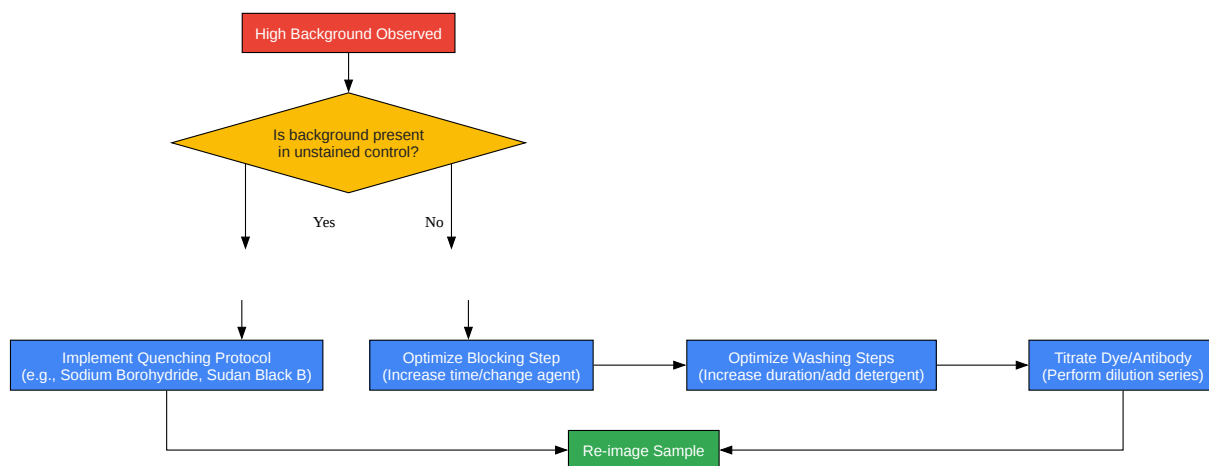 High Background Observed
Is background present
in unstained control?
Yes
No
Implement Quenching Protocol
(e.g., Sodium Borohydride, Sudan Black B)
Optimize Blocking Step
(Increase time/change agent)
Optimize Washing Steps
(Increase duration/add detergent)
Titrate Dye/Antibody
(Perform dilution series)
Re-image Sample